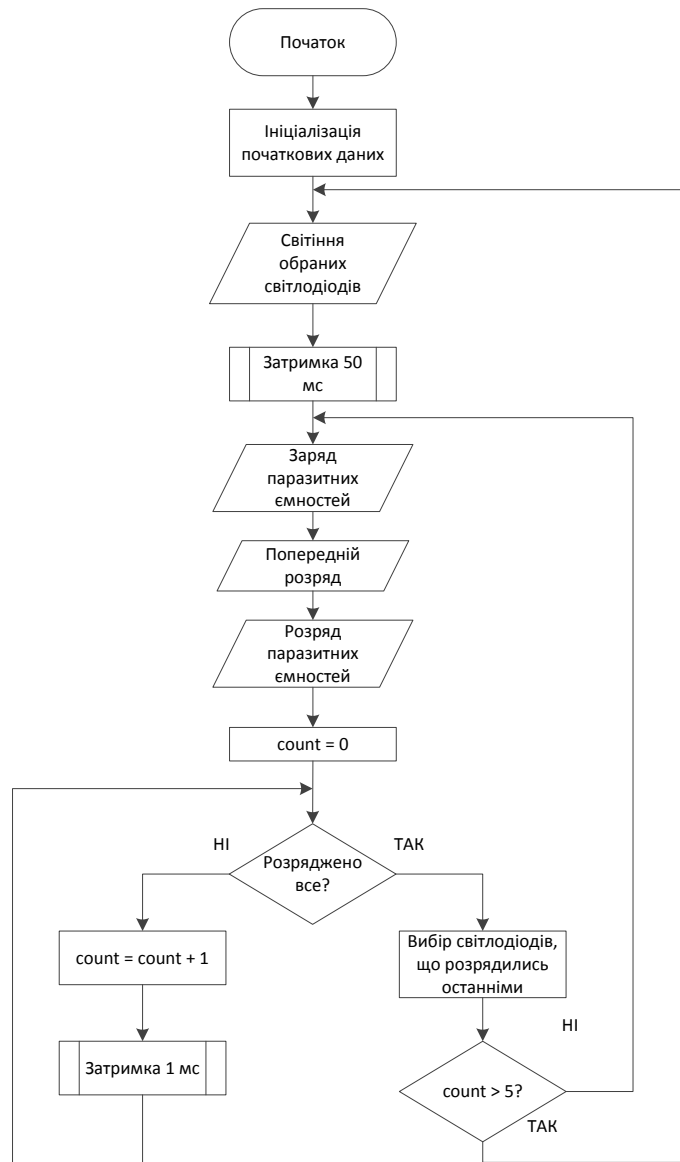 Початок
Ініціалізація
початкових даних
Світіння
обраних
світлодіодів
Затримка 50
мс
Заряд
паразитних
ємностей
Попередній
розряд
Розряд
паразитних
ємностей
count = 0
НІ
ТАК
Розряджено
все?
count = count + 1
Вибір світлодіодів,
що розрядились
останніми
НІ
Затримка 1 мс
count > 5?
ТАК